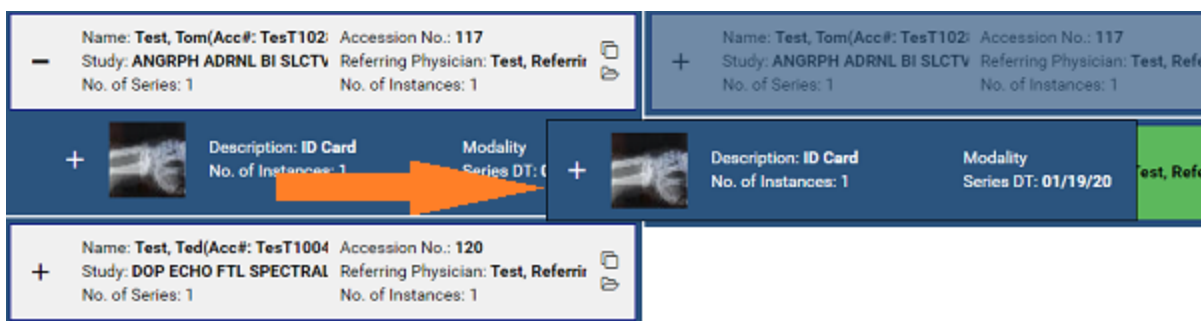 Name: Test, Tom(Acc#: TesT102: Accession No.: 117
Study: ANGRPH ADRNL BI SLCTV Referring Physician: Test, Referrin
No. of Series: 1 No. of Instances: 1
Name: Test, Tom(Acc#: TesT102: Accession No.: 117
Study: ANGRPH ADRNL BI SLCTV Referring Physician: Test, Refe
No. of Series: 1 No. of Instances: 1
Description: ID Card Modality
No. of Instances: 1 Series DT: 0
Description: ID Card Modality
No. of Instances: 1 Series DT: 01/19/20
Test, Refe
Name: Test, Ted(Acc#: TesT1004 Accession No.: 120
Study: DOP ECHO FTL SPECTRAL Referring Physician: Test, Referrin
No. of Series: 1 No. of Instances: 1